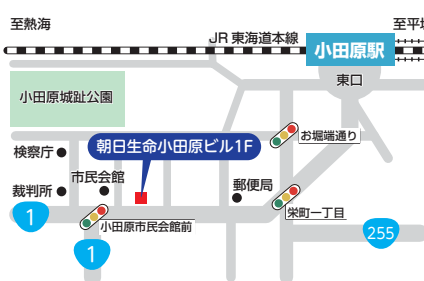 至熱海
JR東海道本線
至平塚
小田原駅
東口
小田原城趾公園
お堀端通り
検察庁
朝日生命小田原ビル1F
市民会館
裁判所
郵便局
1
小田原市民会館前
栄町一丁目
255
1